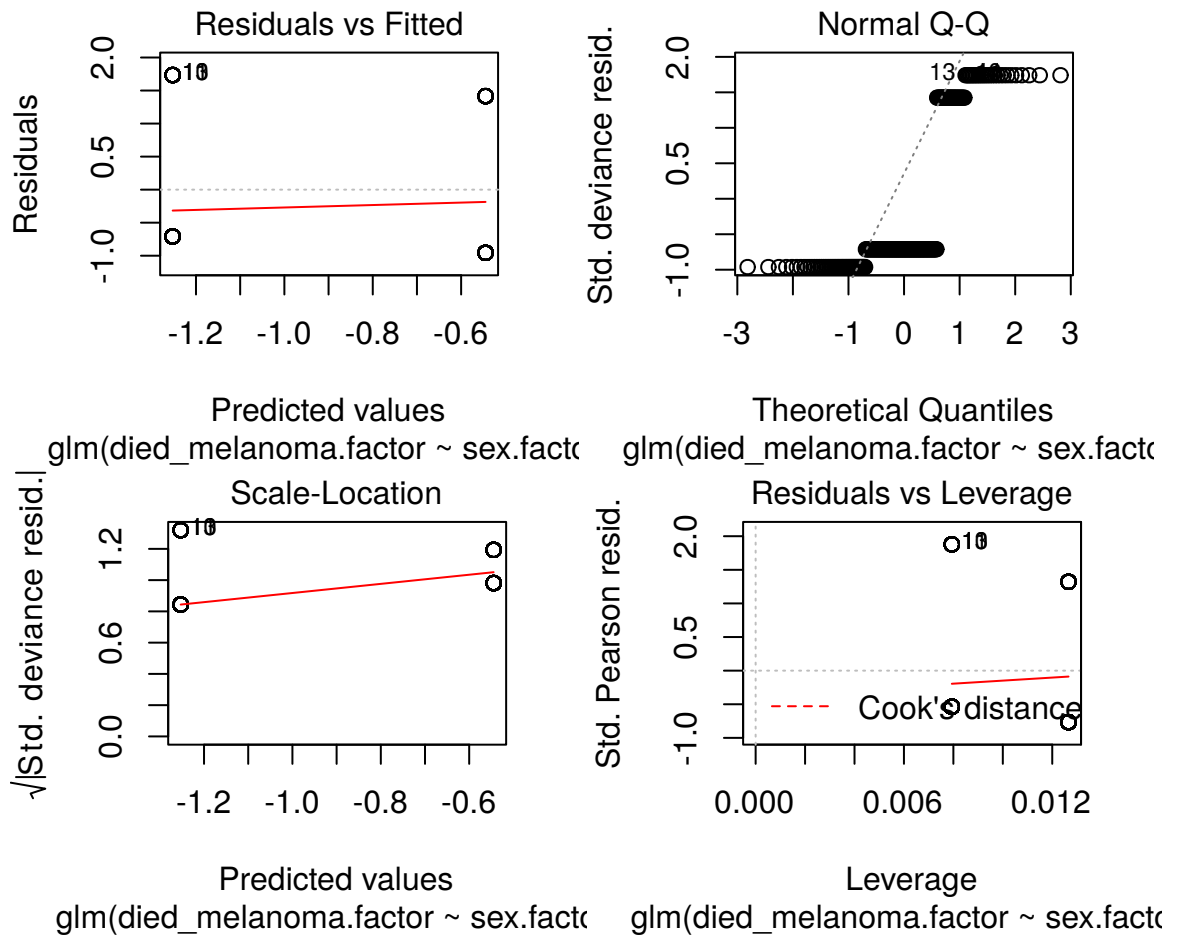 Residuals vs Fitted
Residuals
2.0
0.5
-1.0
13
-1.2 -1.0 -0.8 -0.6
Predicted values
glm(died_melanoma.factor ~ sex.facto
Normal Q-Q
Std. deviance resid.
2.0
0.5
-1.0
13
-3 -1 0 1 2 3
Theoretical Quantiles
glm(died_melanoma.factor ~ sex.facto
Scale-Location
√|Std. deviance resid.|
1.2
0.6
0.0
-1.2 -1.0 -0.8 -0.6
Predicted values
glm(died_melanoma.factor ~ sex.facto
Residuals vs Leverage
Std. Pearson resid.
2.0
0.5
-1.0
Cook's distance
0.000 0.006 0.012
Leverage
glm(died_melanoma.factor ~ sex.facto